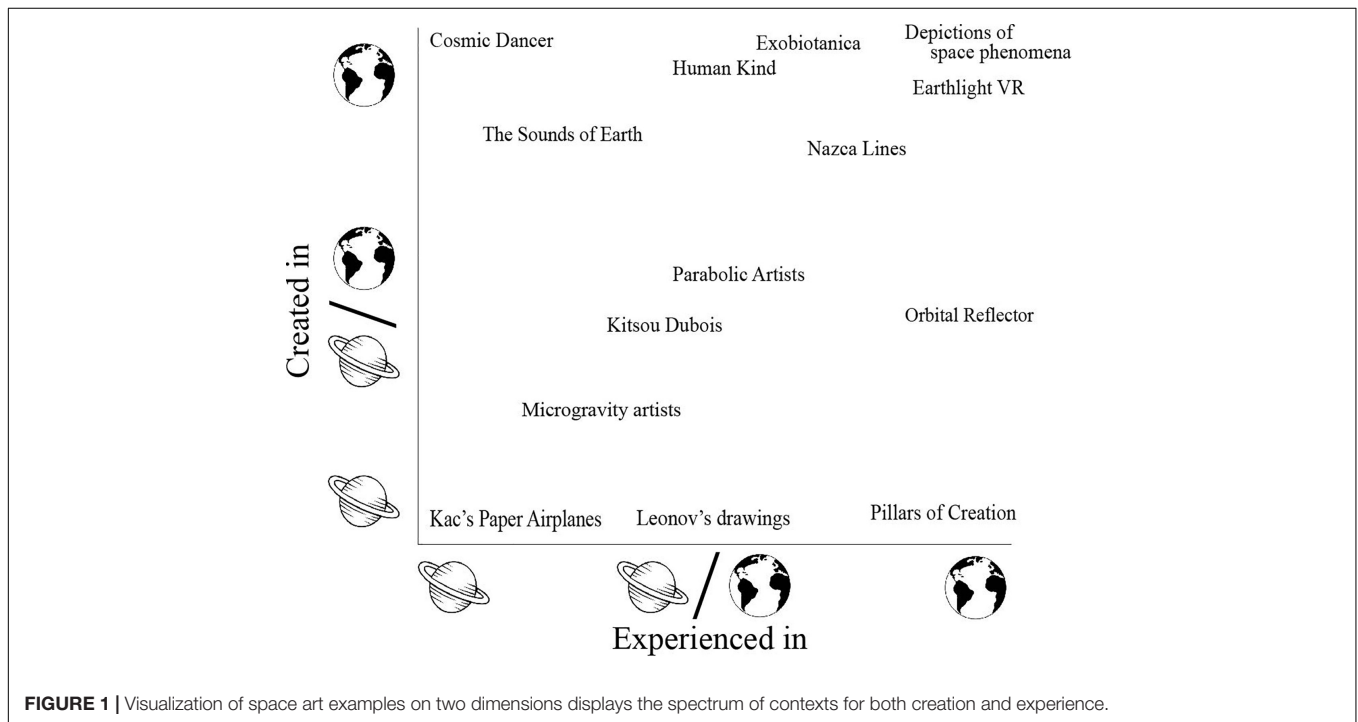 Cosmic Dancer
Exobiotanica
Depictions of
space phenomena
Human Kind
Earthlight VR
The Sounds of Earth
Nazca Lines
Created in
/
Parabolic Artists
Kitsou Dubois
Orbital Reflector
Microgravity artists
Kac's Paper Airplanes
Leonov's drawings
Pillars of Creation
/
Experienced in
FIGURE 1 | Visualization of space art examples on two dimensions displays the spectrum of contexts for both creation and experience.